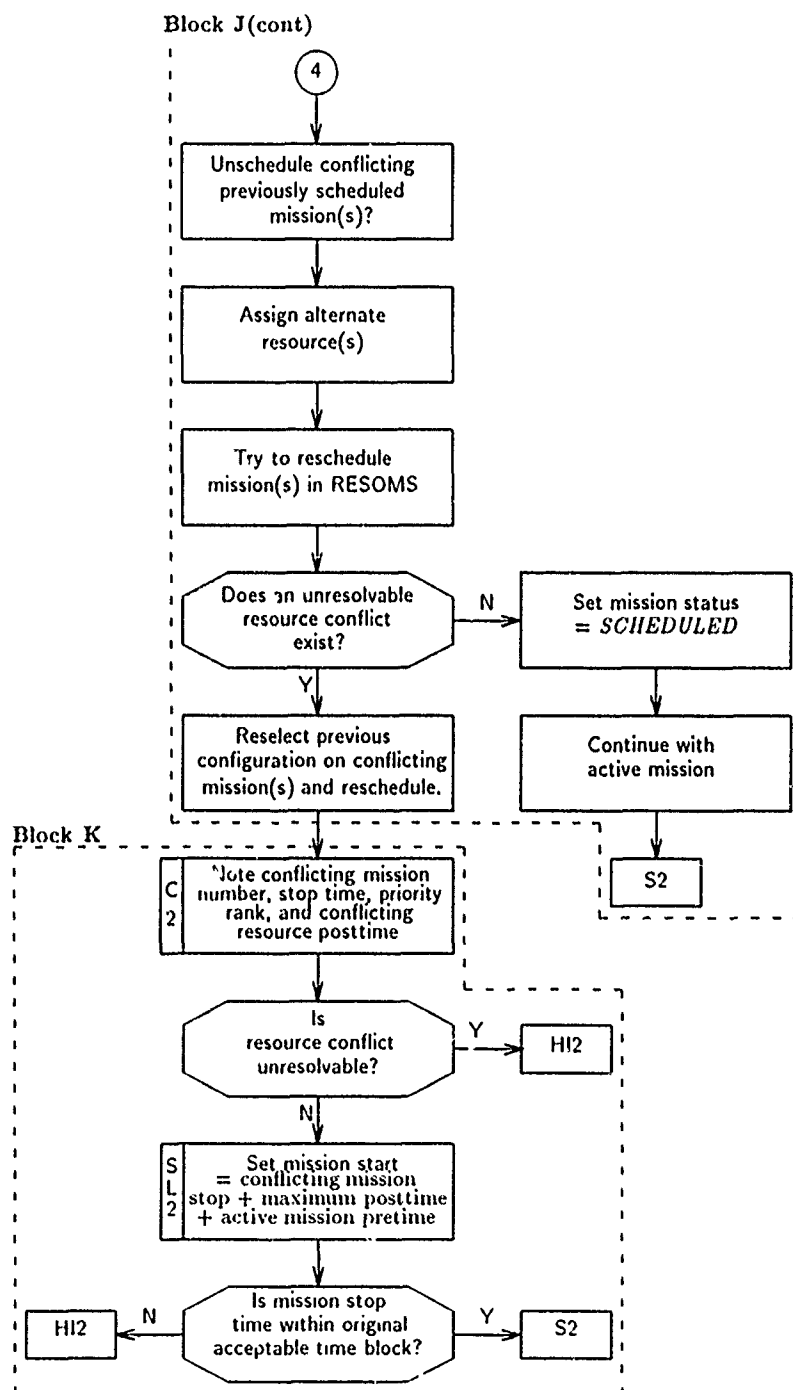 Block J(cont)
4
Unschedule conflicting
previously scheduled
mission(s)?
Assign alternate
resource(s)
Try to reschedule
mission(s) in RESOMS
Does an unresolvable
resource conflict
exist?
N
Set mission status
= SCHEDULED
Y
Reselect previous
configuration on conflicting
mission(s) and reschedule.
Continue with
active mission
S2
Block K
C
2
Note conflicting mission
number, stop time, priority
rank, and conflicting
resource posttime
Is
resource conflict
unresolvable?
Y
HI2
N
S
L
2
Set mission start
= conflicting mission
stop + maximum posttime
+ active mission pretime
Is mission stop
time within original
acceptable time block?
N
HI2
Y
S2